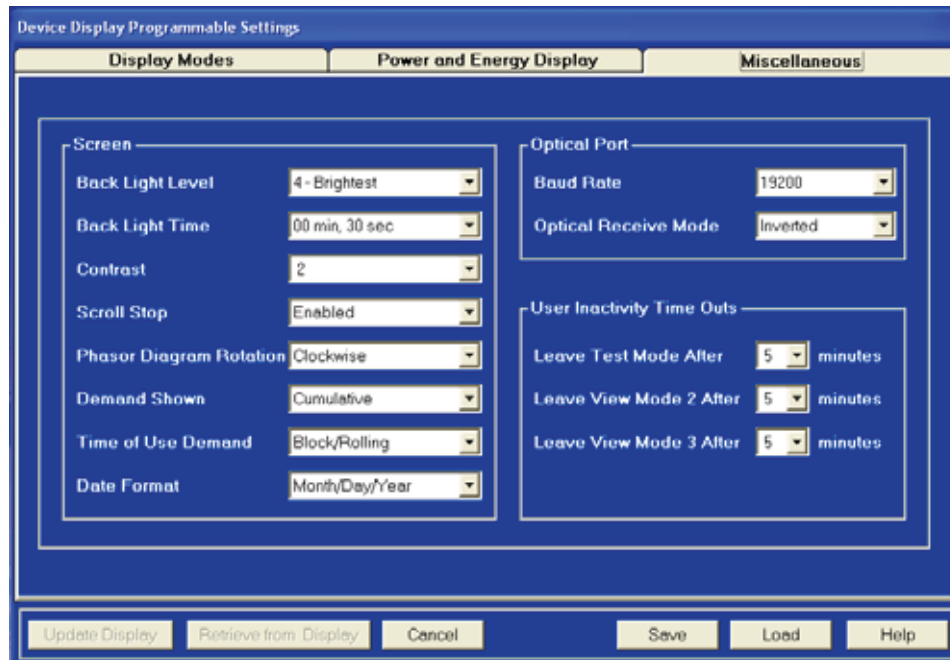 Device Display Programmable Settings
Display Modes
Power and Energy Display
Miscellaneous
Screen
Back Light Level 4 - Brightest
Back Light Time 00 min, 30 sec
Contrast 2
Scroll Stop Enabled
Phasor Diagram Rotation Clockwise
Demand Shown Cumulative
Time of Use Demand Block/Rolling
Date Format Month/Day/Year
Optical Port
Baud Rate 19200
Optical Receive Mode Inverted
User Inactivity Time Outs
Leave Test Mode After 5 minutes
Leave View Mode 2 After 5 minutes
Leave View Mode 3 After 5 minutes
Update Display
Retrieve from Display
Cancel
Save
Load
Help